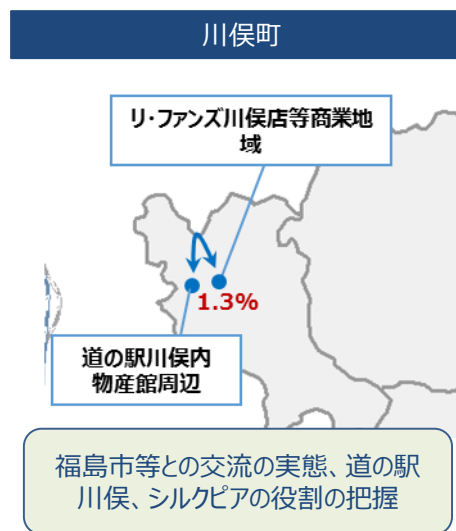 川俣町
リ・ファンズ川俣店等商業地
域
1.3%
道の駅川俣内
物産館周辺
福島市等との交流の実態、道の駅
川俣、シルクピアの役割の把握